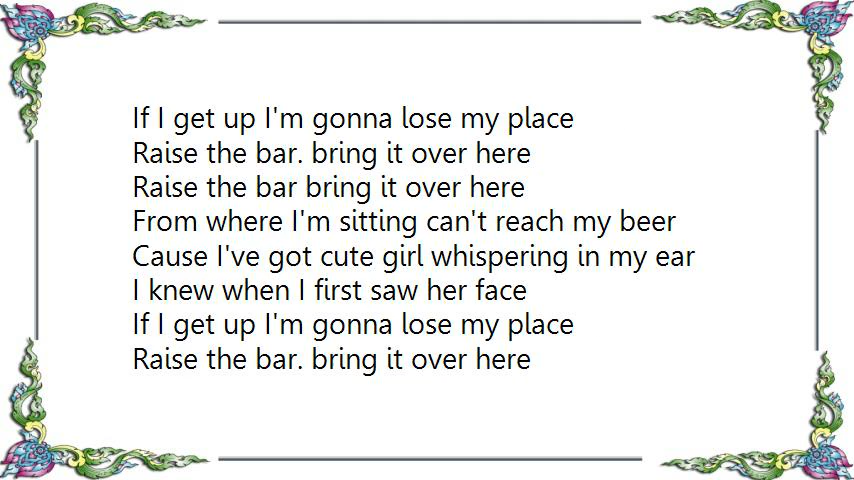 If I get up I'm gonna lose my place
Raise the bar. bring it over here
Raise the bar bring it over here
From where I'm sitting can't reach my beer
Cause I've got cute girl whispering in my ear
I knew when I first saw her face
If I get up I'm gonna lose my place
Raise the bar. bring it over here